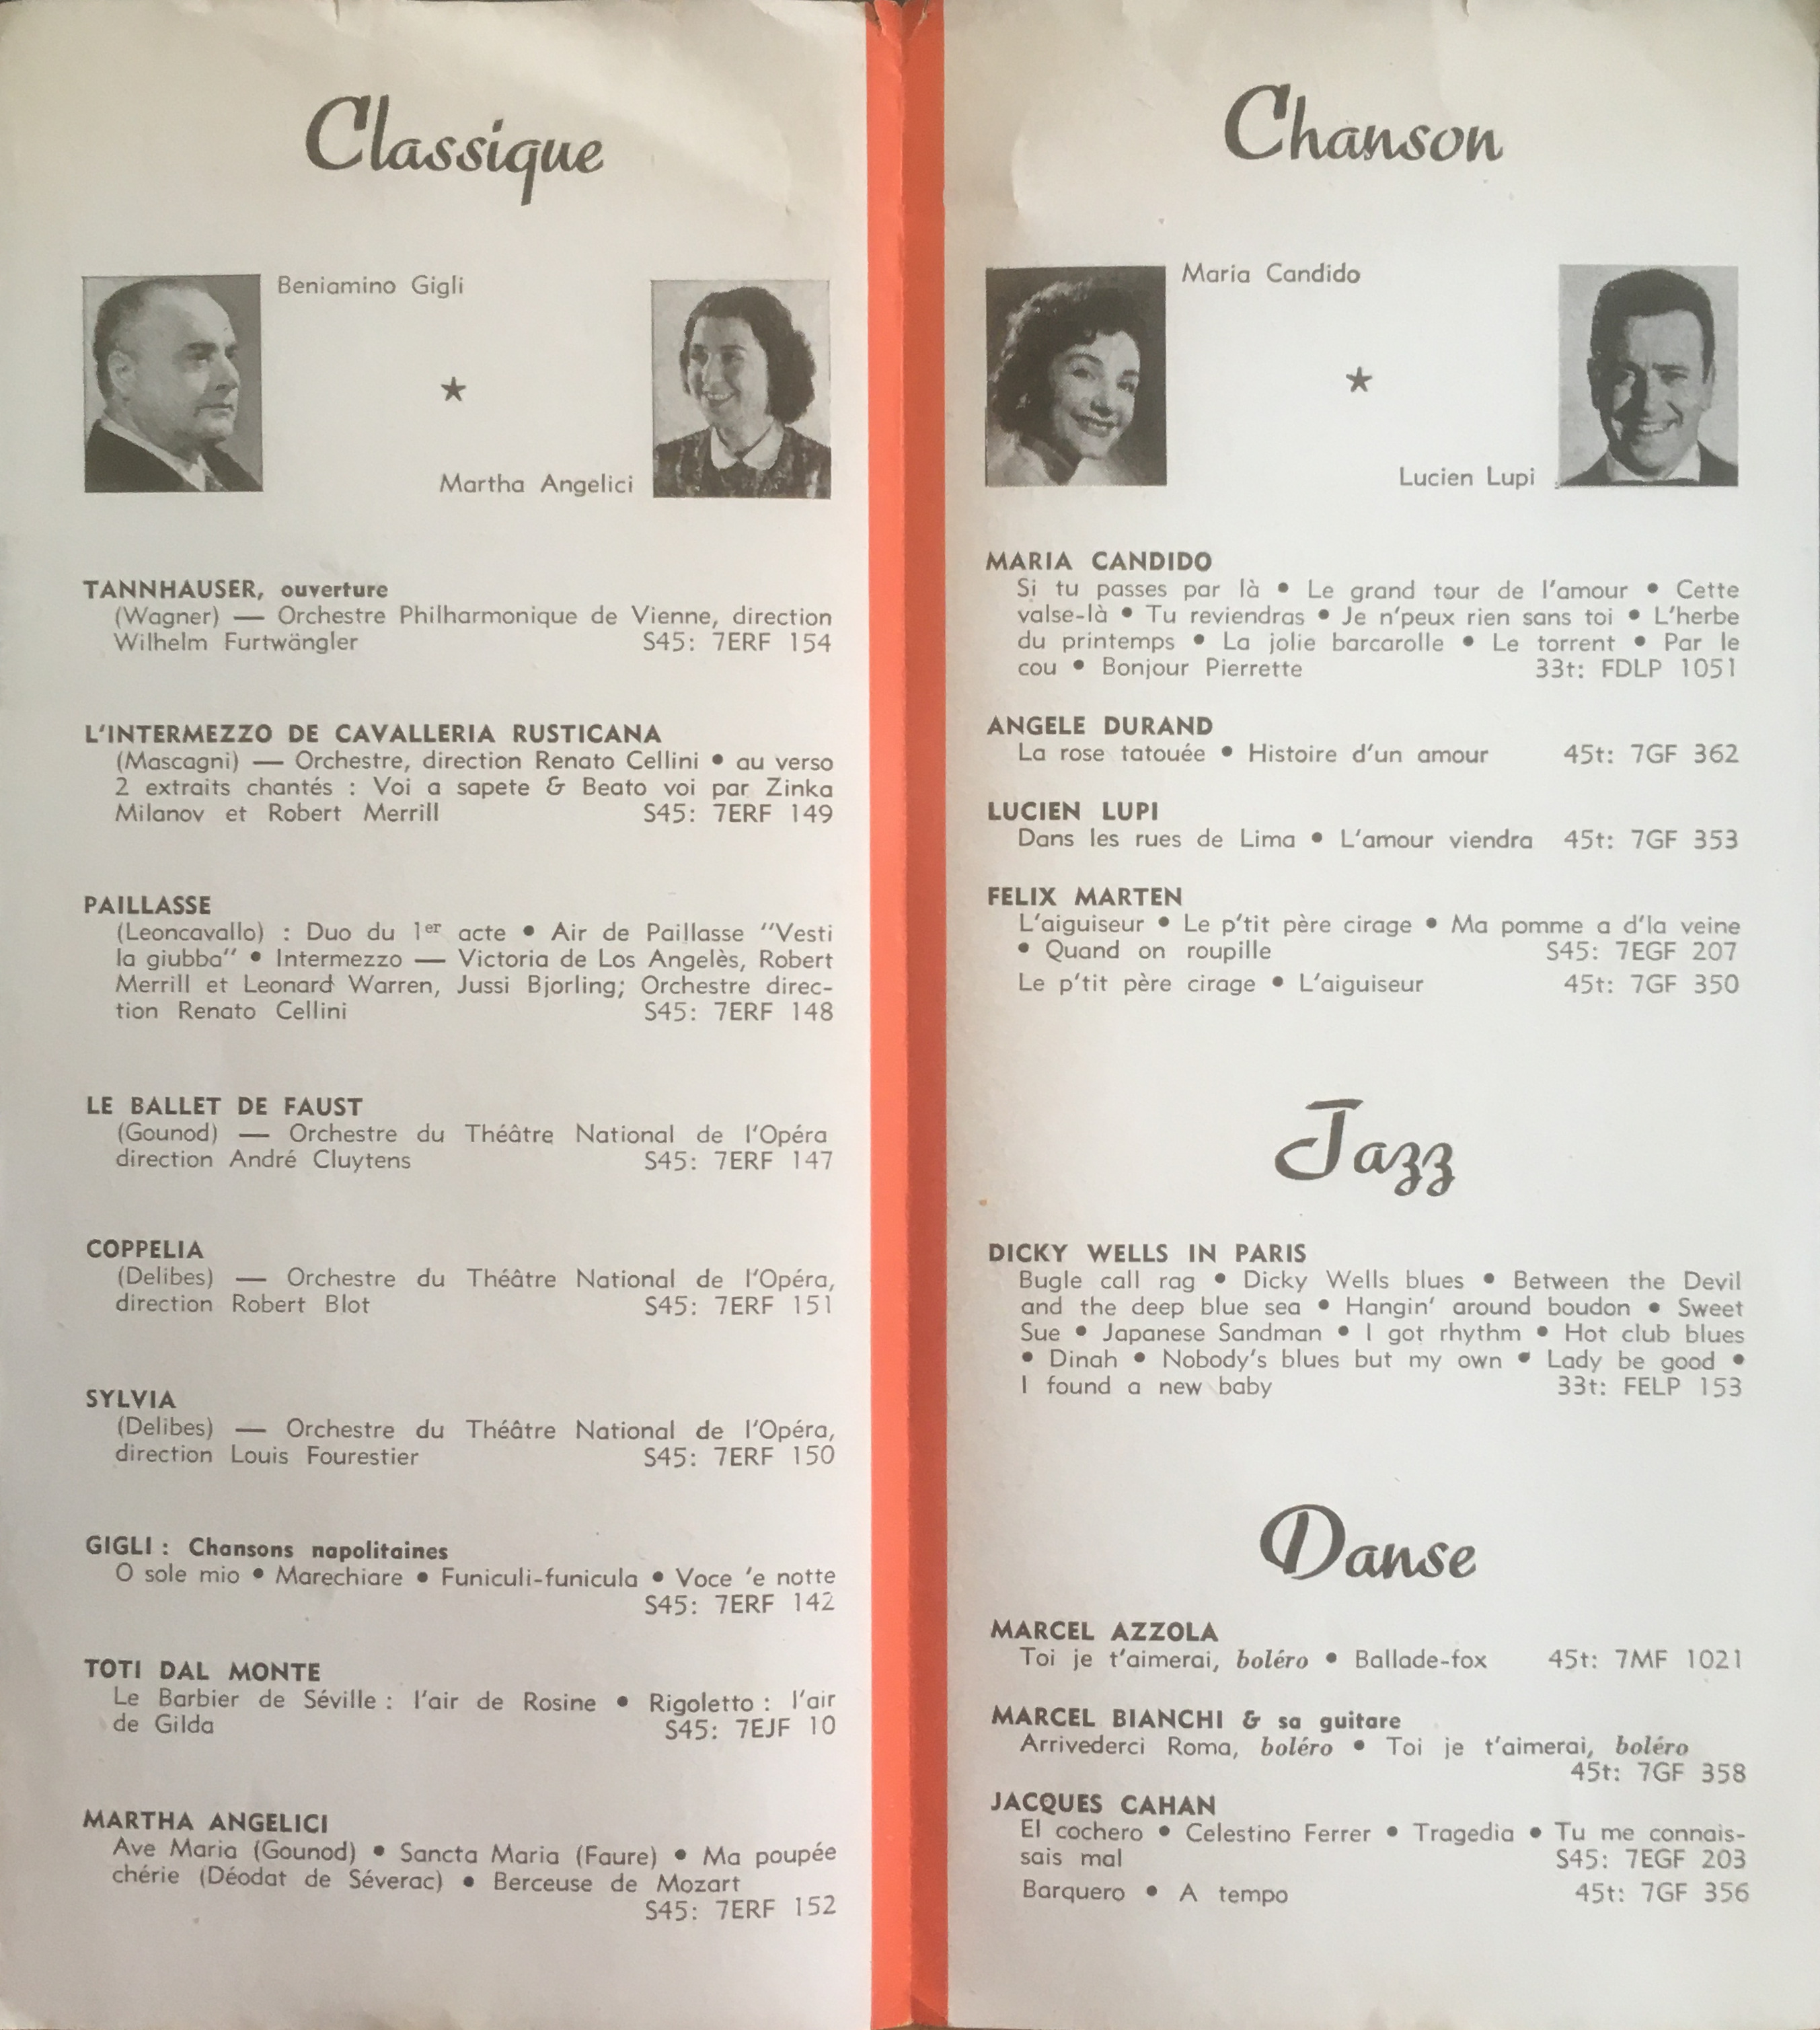 Classique
Beniamino Gigli
Martha Angelici
TANNHAUSER, ouverture
(Wagner) — Orchestre Philharmonique de Vienne, direction
Wilhelm Furtwängler S45: 7ERF 154
L'INTERMEZZO DE CAVALLERIA RUSTICANA
(Mascagni) — Orchestre, direction Renato Cellini • au verso
2 extraits chantés : Voi a sapete & Beato voi par Zinka
Milanov et Robert Merrill S45: 7ERF 149
PAILLASSE
(Leoncavallo) : Duo du 1er acte • Air de Paillasse "Vesti
la giubba" • Intermezzo — Victoria de Los Angelès, Robert
Merrill et Leonard Warren, Jussi Bjorling; Orchestre direc-
tion Renato Cellini S45: 7ERF 148
LE BALLET DE FAUST
(Gounod) — Orchestre du Théâtre National de l'Opéra
direction André Cluytens S45: 7ERF 147
COPPELIA
(Delibes) — Orchestre du Théâtre National de l'Opéra,
direction Robert Blot S45: 7ERF 151
SYLVIA
(Delibes) — Orchestre du Théâtre National de l'Opéra,
direction Louis Fourestier S45: 7ERF 150
GIGLI : Chansons napolitaines
O sole mio • Marechiare • Funiculi-funicula • Voce 'e notte
S45: 7ERF 142
TOTI DAL MONTE
Le Barbier de Séville : l'air de Rosine • Rigoletto : l'air
de Gilda S45: 7EJF 10
MARTHA ANGELICI
Ave Maria (Gounod) • Sancta Maria (Faure) • Ma poupée
chérie (Déodat de Séverac) • Berceuse de Mozart
S45: 7ERF 152
Chanson
Maria Candido
Lucien Lupi
MARIA CANDIDO
Si tu passes par là • Le grand tour de l'amour • Cette
valse-là • Tu reviendras • Je n'peux rien sans toi • L'herbe
du printemps • La jolie barcarolle • Le torrent • Par le
cou • Bonjour Pierrette 33t: FDLP 1051
ANGELE DURAND
La rose tatouée • Histoire d'un amour 45t: 7GF 362
LUCIEN LUPI
Dans les rues de Lima • L'amour viendra 45t: 7GF 353
FELIX MARTEN
L'aiguiseur • Le p'tit père cirage • Ma pomme a d'la veine
• Quand on roupille S45: 7EGF 207
Le p'tit père cirage • L'aiguiseur 45t: 7GF 350
Jazz
DICKY WELLS IN PARIS
Bugle call rag • Dicky Wells blues • Between the Devil
and the deep blue sea • Hangin' around boudon • Sweet
Sue • Japanese Sandman • I got rhythm • Hot club blues
• Dinah • Nobody's blues but my own • Lady be good •
I found a new baby 33t: FELP 153
Danse
MARCEL AZZOLA
Toi je t'aimerai, boléro • Ballade-fox 45t: 7MF 1021
MARCEL BIANCHI & sa guitare
Arrivederci Roma, boléro • Toi je t'aimerai, boléro
45t: 7GF 358
JACQUES CAHAN
El cochero • Celestino Ferrer • Tragedia • Tu me connais-
sais mal S45: 7EGF 203
Barquero • A tempo 45t: 7GF 356